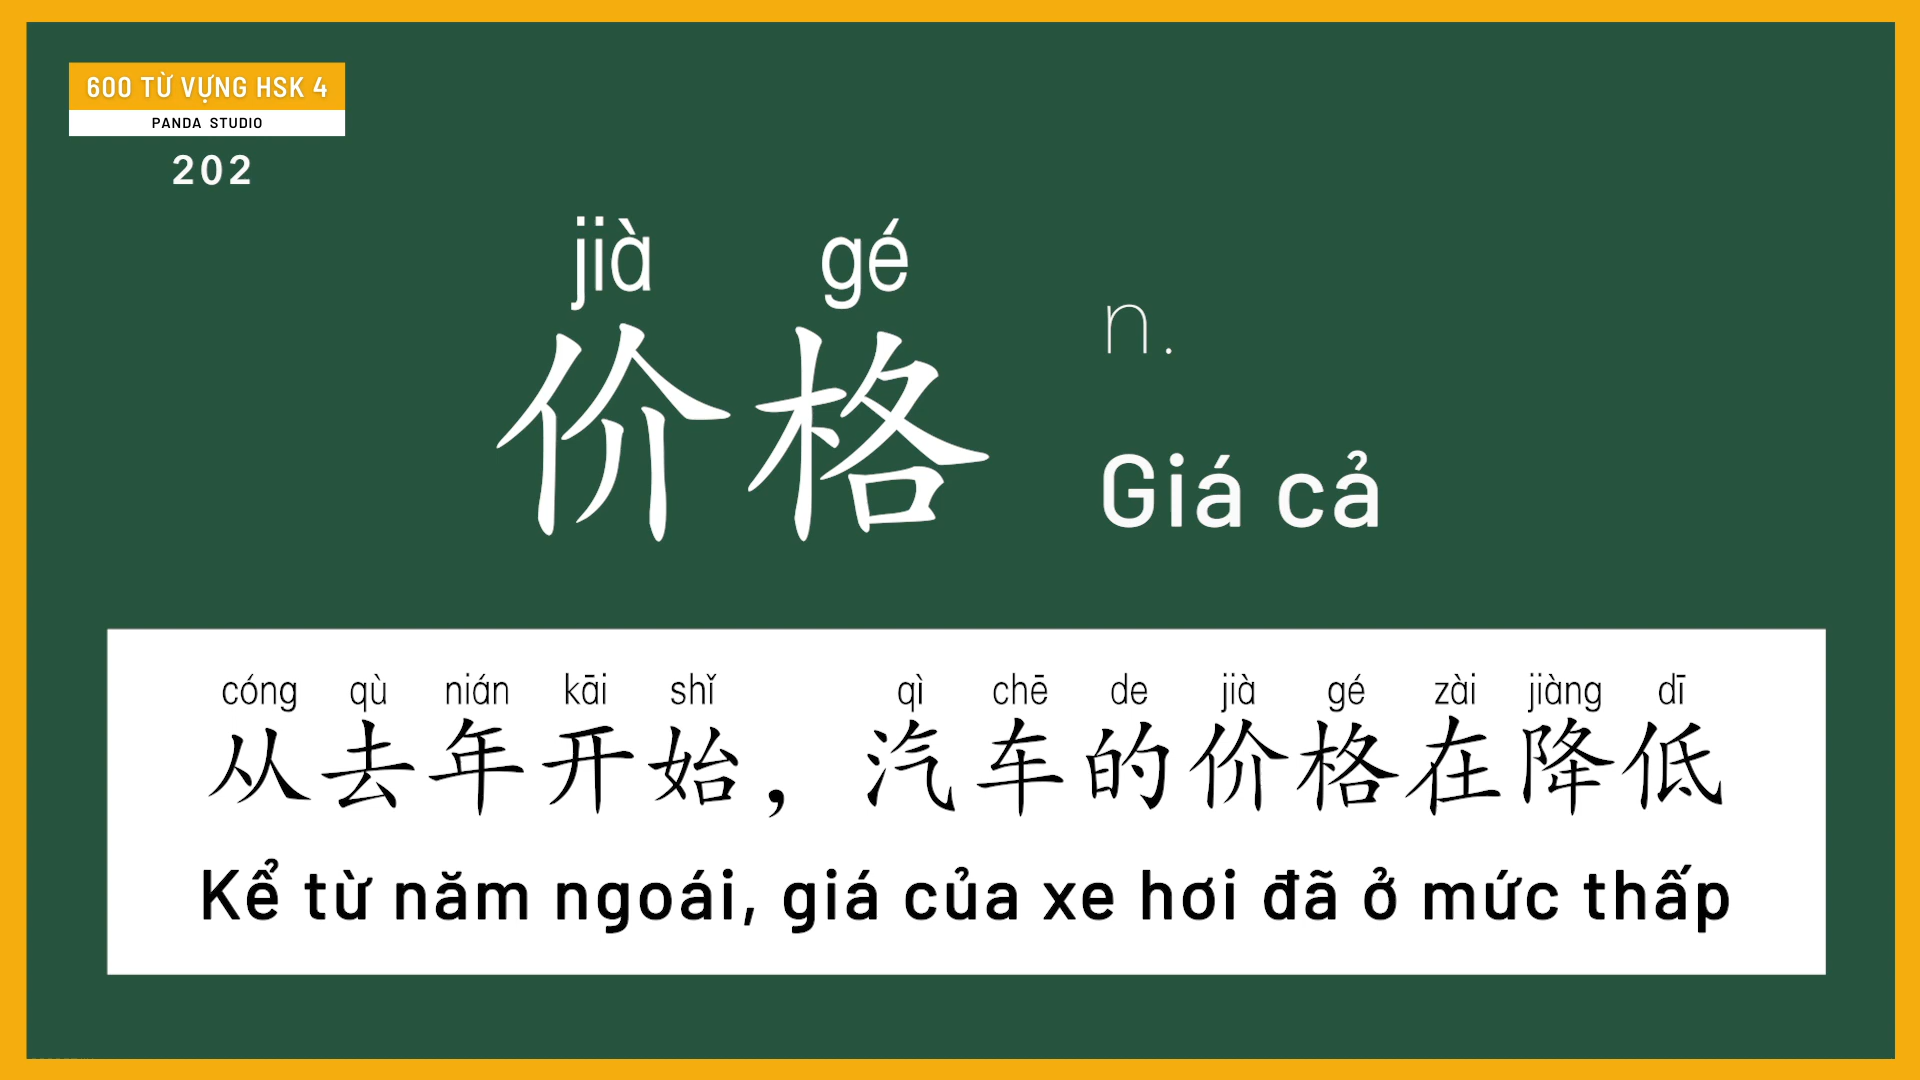 600 TỪ VỰNG HSK 4
PANDA STUDIO
202
jià gé
价格
n.
Giá cả
cóng qù nián kāi shǐ qì chē de jià gé zài jiàng dī
从去年开始，汽车的价格在降低
Kể từ năm ngoái, giá của xe hơi đã ở mức thấp